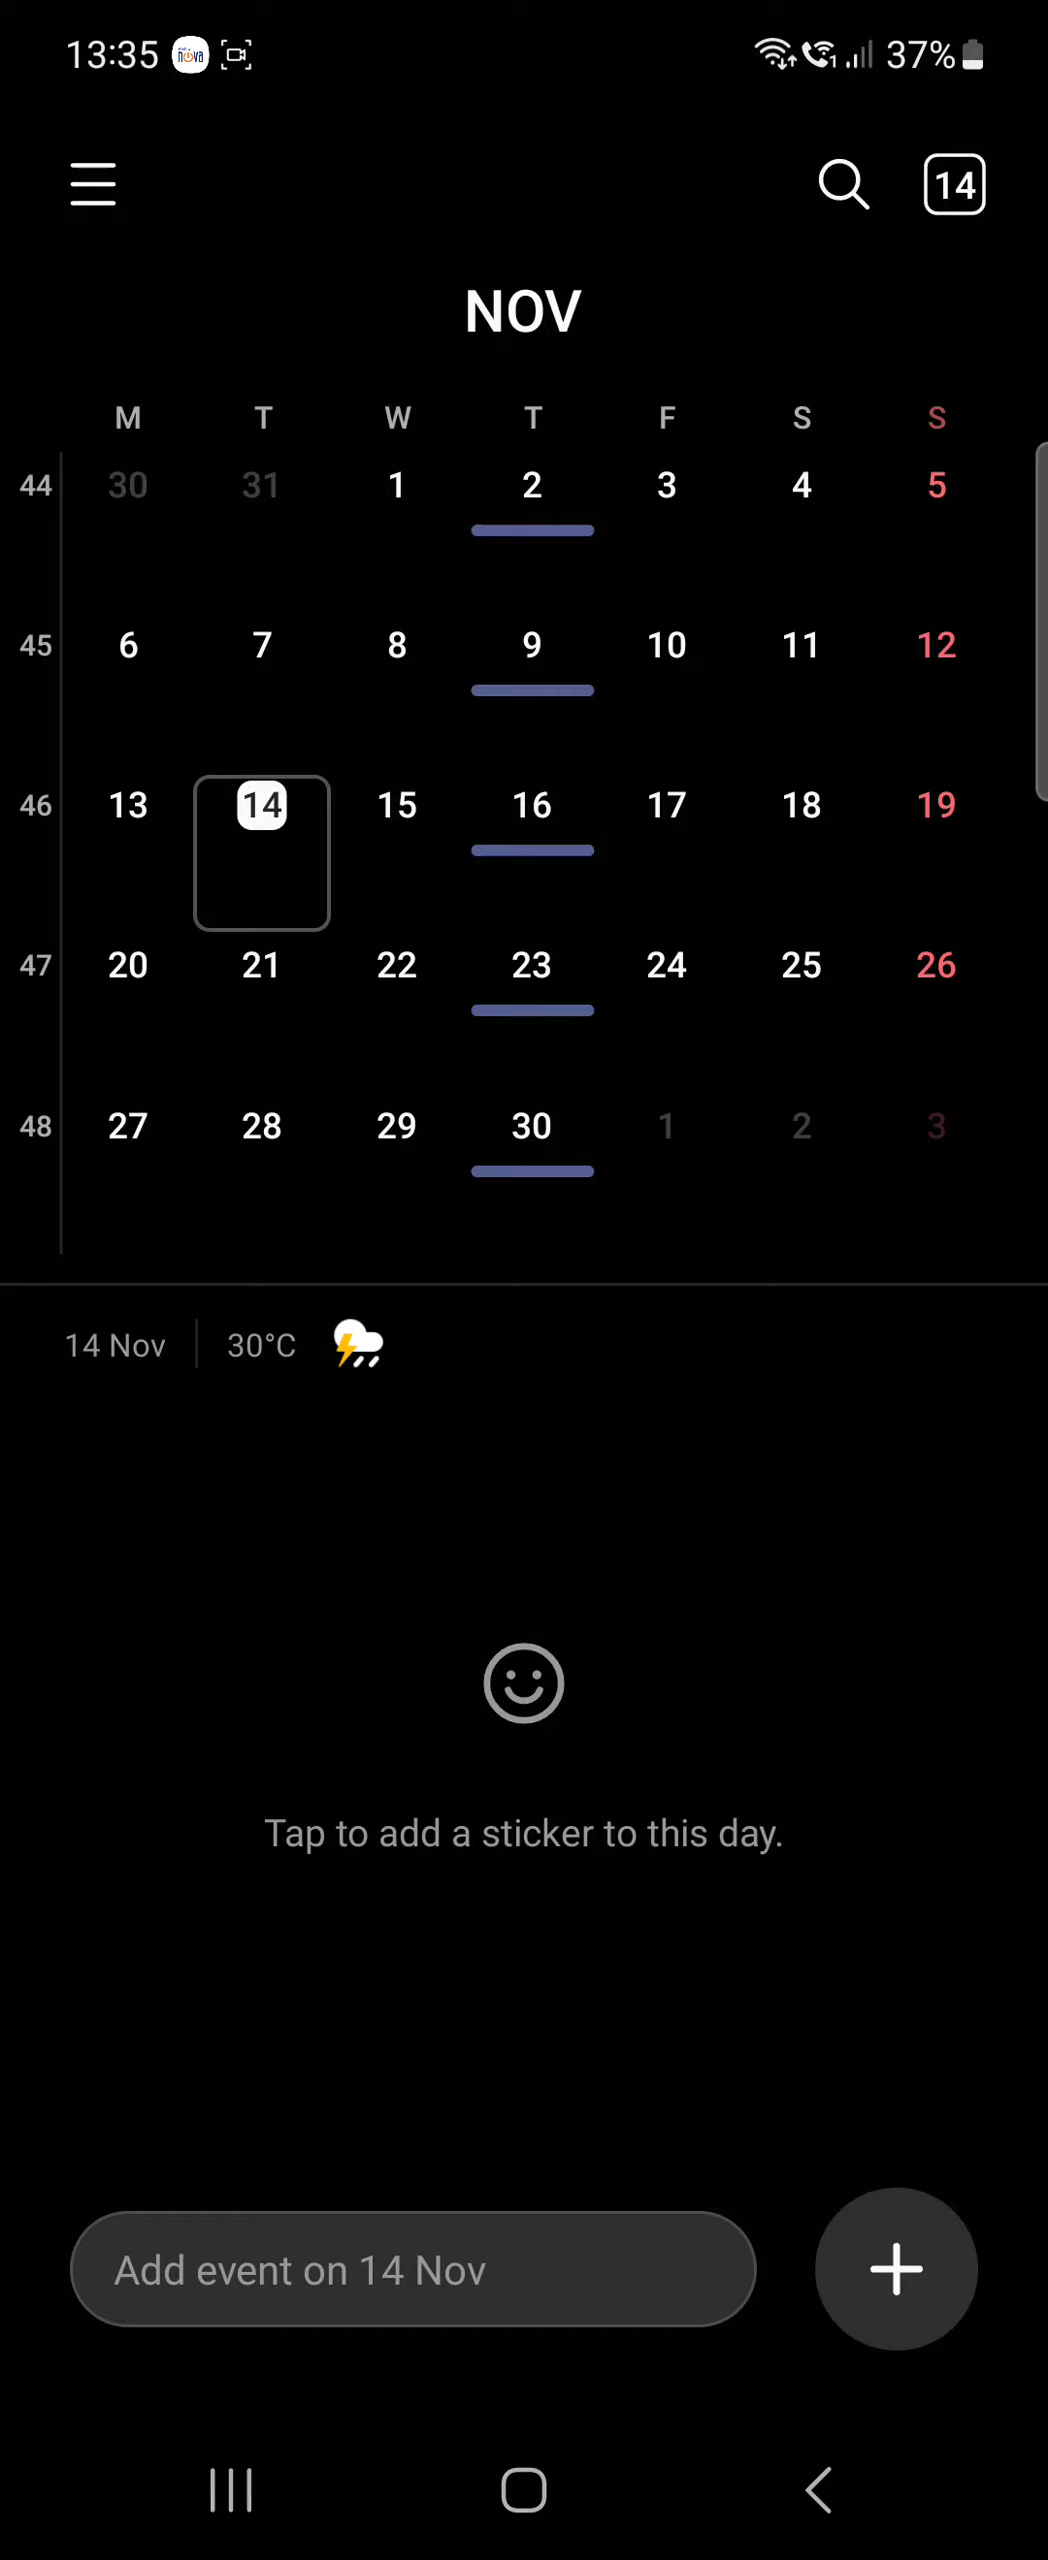 13:35 nova 37%
14
NOV
M T W T F S S
44 30 31 1 2 3 4 5
45 6 7 8 9 10 11 12
46 13 14 15 16 17 18 19
47 20 21 22 23 24 25 26
48 27 28 29 30 1 2 3
14 Nov 30°C
Tap to add a sticker to this day.
Add event on 14 Nov